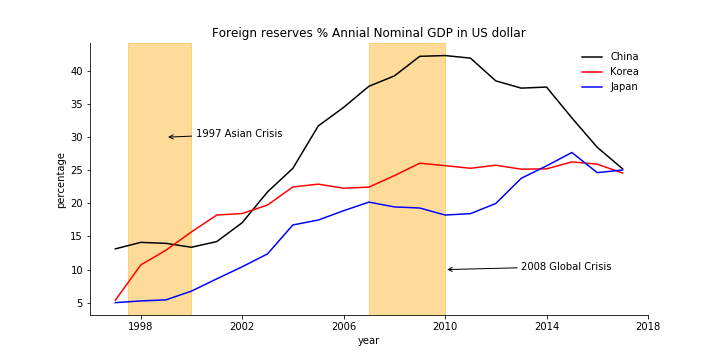 Foreign reserves % Annial Nominal GDP in US dollar
percentage
40
35
30
25
20
15
10
5
China
Korea
Japan
1997 Asian Crisis
2008 Global Crisis
1998
2002
2006
2010
2014
2018
year